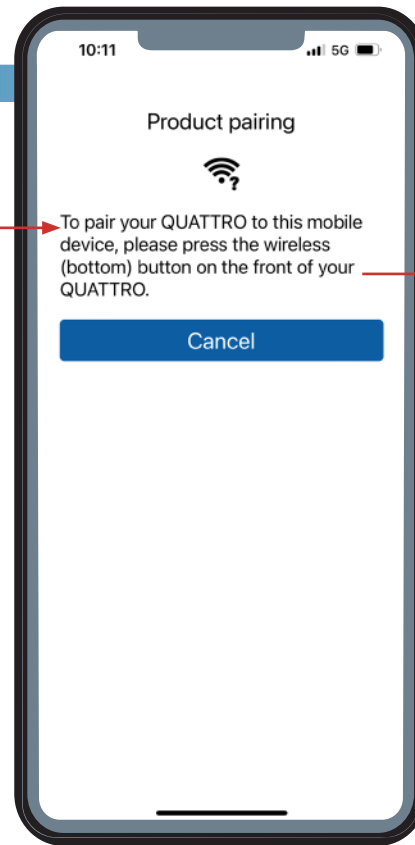 10:11
5G
Product pairing
?
To pair your QUATTRO to this mobile
device, please press the wireless
(bottom) button on the front of your
QUATTRO.
Cancel